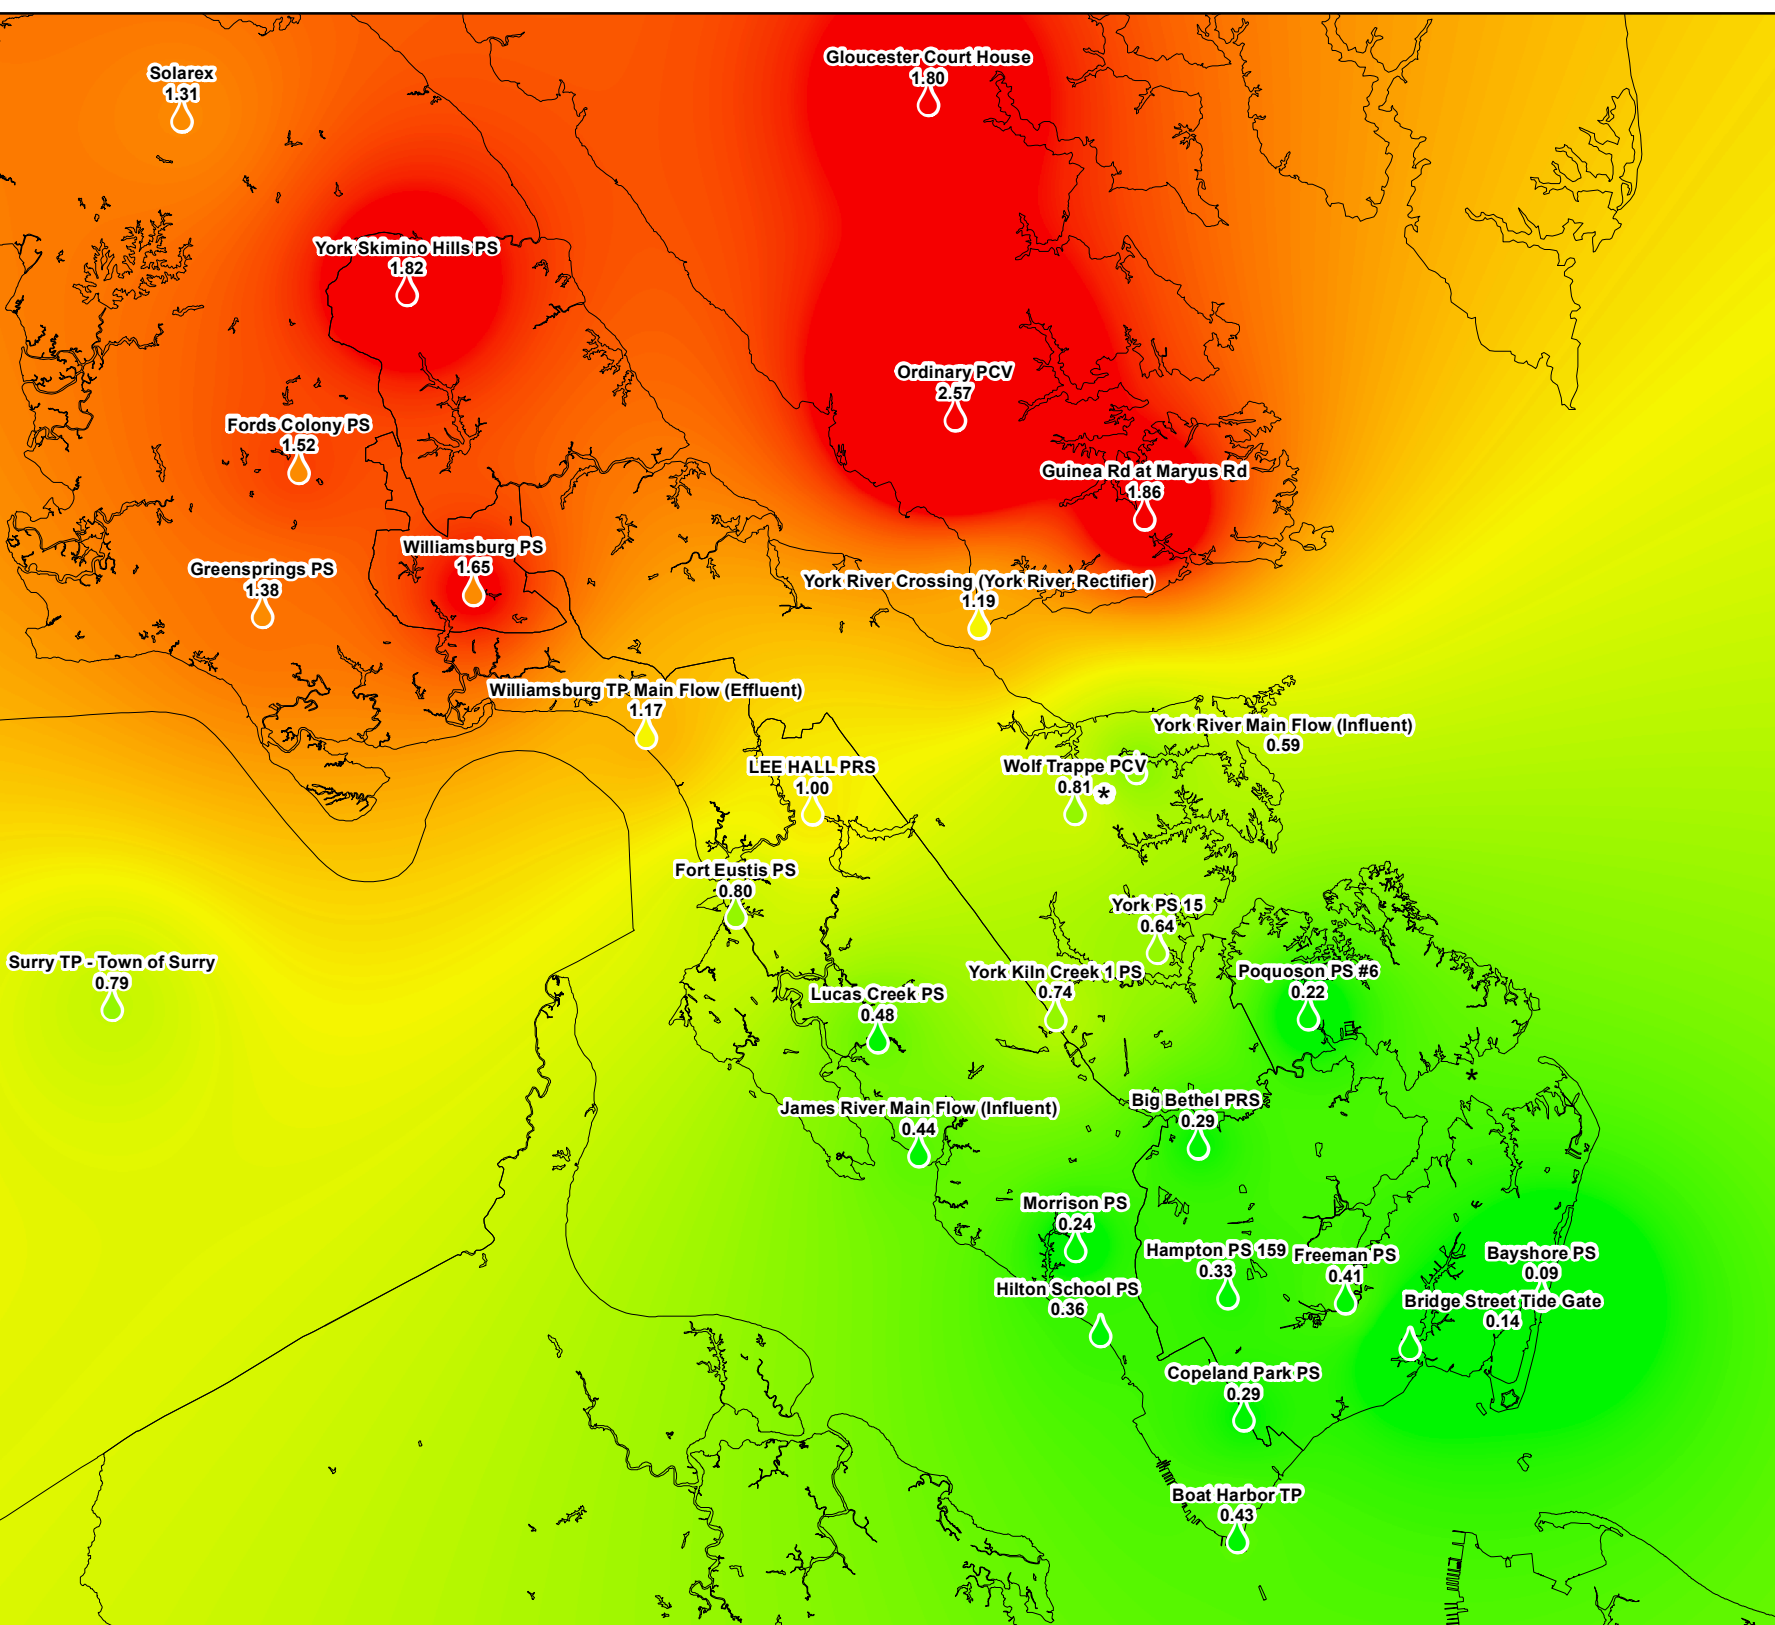 Gloucester Court House
1.80
Solarex
1.31
York Skimino Hills PS
1.82
Ordinary PCV
2.57
Fords Colony PS
1.52
Guinea Rd at Maryus Rd
1.86
Williamsburg PS
1.65
Greensprings PS
1.38
York River Crossing (York River Rectifier)
1.19
Williamsburg TP Main Flow (Effluent)
1.17
York River Main Flow (Influent)
0.59
LEE HALL PRS
1.00
Wolf Trappe PCV
0.81 *
Fort Eustis PS
0.80
York PS 15
0.64
Surry TP - Town of Surry
0.79
York Kiln Creek 1 PS
0.74
Poquoson PS #6
0.22
Lucas Creek PS
0.48
*
Big Bethel PRS
0.29
James River Main Flow (Influent)
0.44
Morrison PS
0.24
Hampton PS 159
0.33
Freeman PS
0.41
Bayshore PS
0.09
Hilton School PS
0.36
Bridge Street Tide Gate
0.14
Copeland Park PS
0.29
Boat Harbor TP
0.43